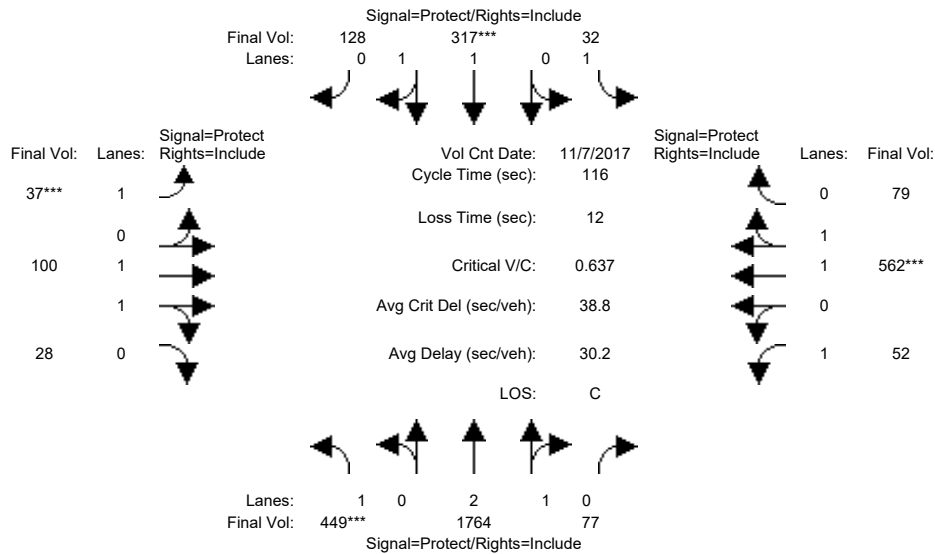 Signal=Protect/Rights=Include
Final Vol: 128 317*** 32
Lanes: 0 1 1 0 1
Signal=Protect
Final Vol: Lanes: Rights=Include
Vol Cnt Date: 11/7/2017
Signal=Protect
Rights=Include Lanes: Final Vol:
Cycle Time (sec): 116
37*** 1
0 79
Loss Time (sec): 12
0
1
100 1
Critical V/C: 0.637
1 562***
1
Avg Crit Del (sec/veh): 38.8
0
28 0
Avg Delay (sec/veh): 30.2
1 52
LOS: C
Lanes: 1 0 2 1 0
Final Vol: 449*** 1764 77
Signal=Protect/Rights=Include